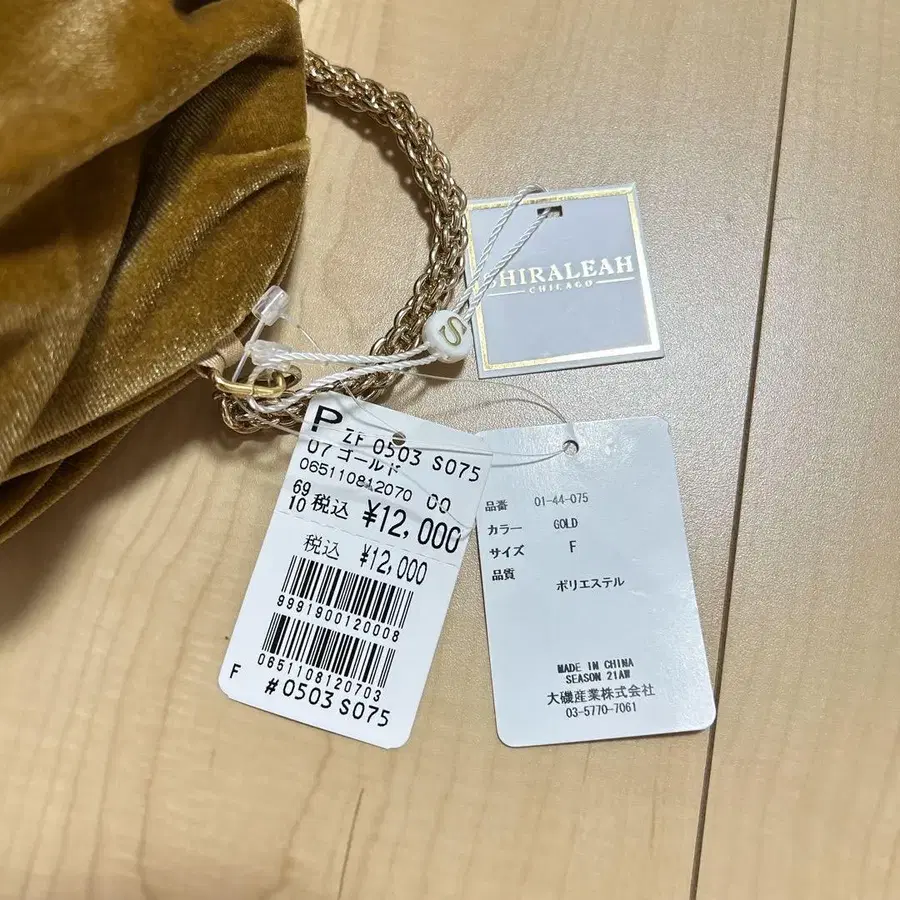 SHIRALEAH
CHICAGO
S
P
ZF 0503 S075
07 ゴールド
065110812070 00
69
10 税込 ¥12,000
税込 ¥12,000
9991900120008
0651108120703
F
#0503 S075
品番 01-44-075
カラー GOLD
サイズ F
品質
ポリエステル
MADE IN CHINA
SEASON 21AW
大磯産業株式会社
03-5770-7061